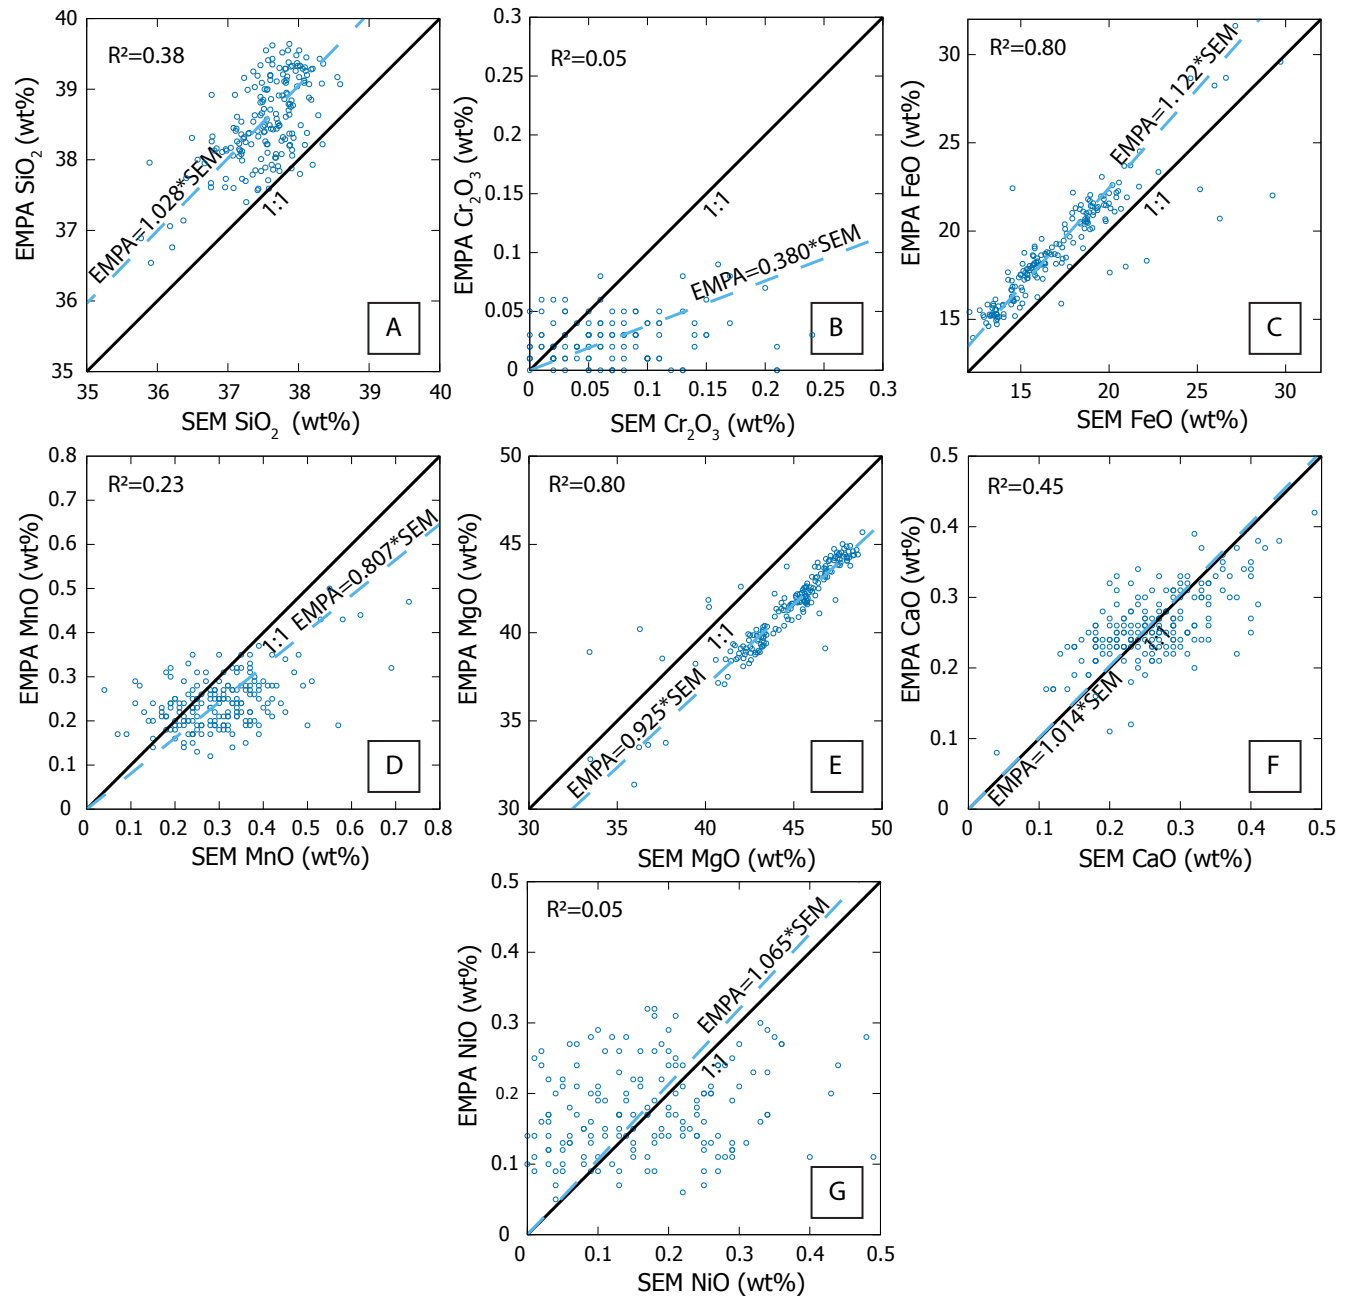 R²=0.38
EMPA SiO₂ (wt%)
40
39
38
37
36
35
EMPA=1.028*SEM
1:1
A
35 36 37 38 39 40
SEM SiO₂ (wt%)
R²=0.05
EMPA Cr₂O₃ (wt%)
0.3
0.2
0.1
0.05
0
1:1
EMPA=0.380*SEM
B
0 0.05 0.1 0.15 0.2 0.25 0.3
SEM Cr₂O₃ (wt%)
R²=0.80
EMPA FeO (wt%)
30
25
20
15
EMPA=1.122*SEM
1:1
C
15 20 25 30
SEM FeO (wt%)
R²=0.23
EMPA MnO (wt%)
0.8
0.7
0.6
0.5
0.4
0.3
0.2
0.1
0
1:1 EMPA=0.807*SEM
D
0 0.1 0.2 0.3 0.4 0.5 0.6 0.7 0.8
SEM MnO (wt%)
R²=0.80
EMPA MgO (wt%)
50
45
40
35
30
1:1
EMPA=0.925*SEM
E
30 35 40 45 50
SEM MgO (wt%)
R²=0.45
EMPA CaO (wt%)
0.5
0.4
0.3
0.2
0.1
0
1:1
EMPA=1.014*SEM
F
0 0.1 0.2 0.3 0.4 0.5
SEM CaO (wt%)
R²=0.05
EMPA NiO (wt%)
0.5
0.4
0.3
0.2
0.1
0
EMPA=1.065*SEM
1:1
G
0 0.1 0.2 0.3 0.4 0.5
SEM NiO (wt%)